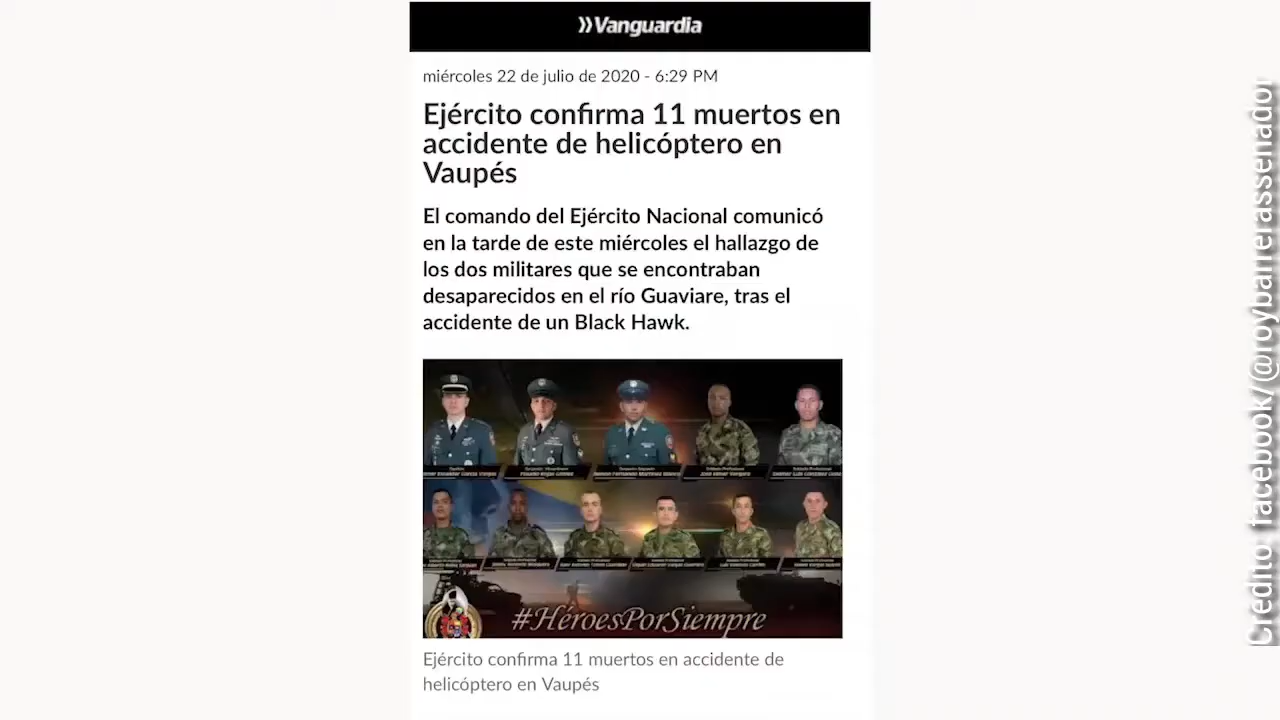 Vanguardia
miércoles 22 de julio de 2020 - 6:29 PM
Ejército confirma 11 muertos en
accidente de helicóptero en
Vaupés
El comando del Ejército Nacional comunicó
en la tarde de este miércoles el hallazgo de
los dos militares que se encontraban
desaparecidos en el río Guaviare, tras el
accidente de un Black Hawk.
#HéroesPorSiempre
Ejército confirma 11 muertos en accidente de
helicóptero en Vaupés
Crédito: facebook/@roybarrerassenador